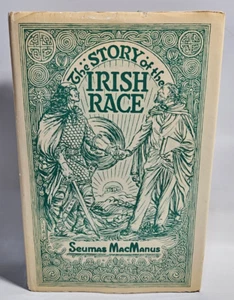 The STORY of the
IRISH
RACE
Seumas MacManus